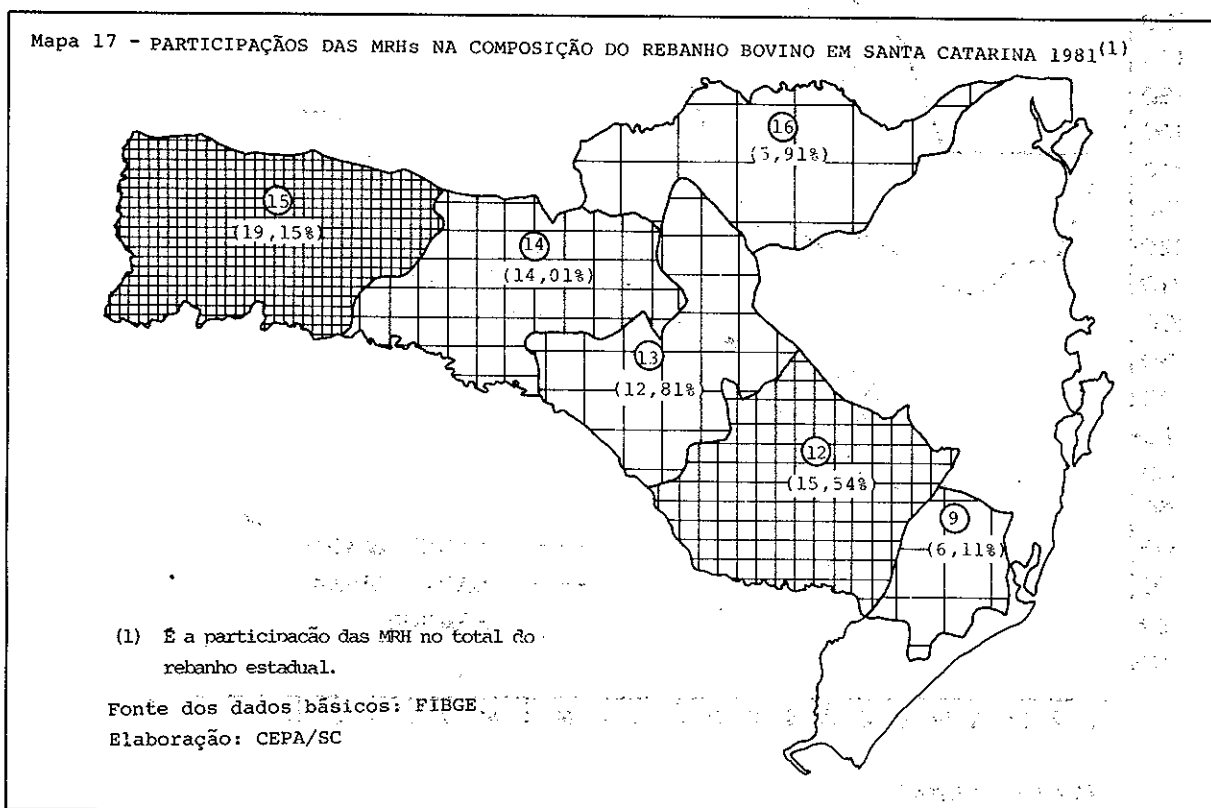 Mapa 17 - PARTICIPAÇÃOS DAS MRHs NA COMPOSIÇÃO DO REBANHO BOVINO EM SANTA CATARINA 1981(1)
16
(5,91%)
15
(19,15%)
14
(14,01%)
13
(12,81%)
12
(15,54%)
9
(6,11%)
(1) É a participação das MRH no total do
rebanho estadual.
Fonte dos dados básicos: FIBGE
Elaboração: CEPA/SC